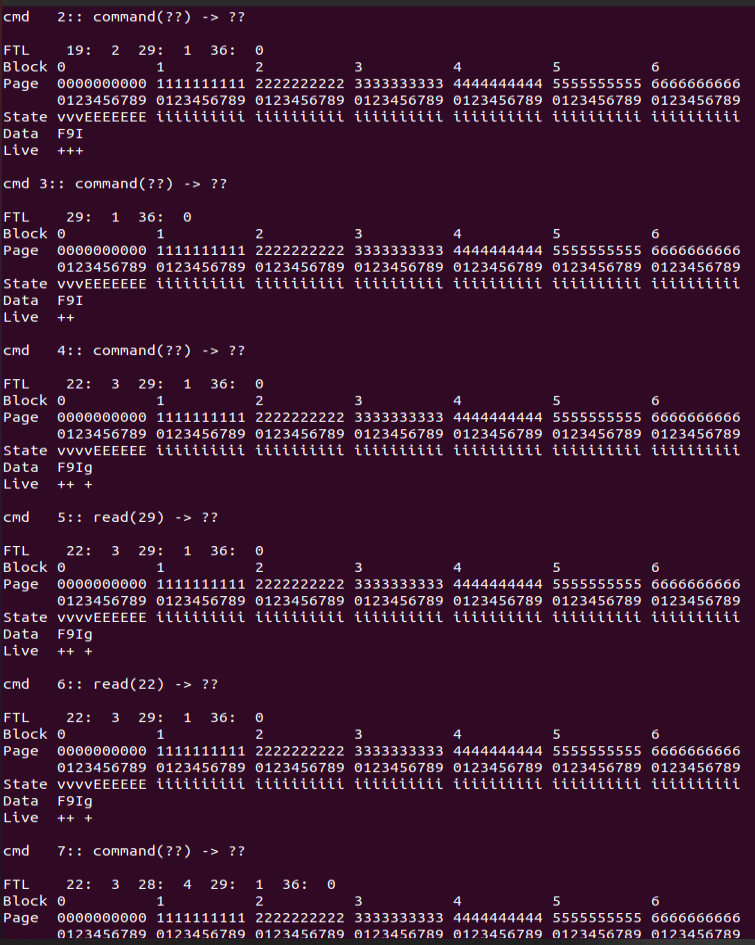 cmd   2:: command(??) -> ??
FTL    19:  2  29:  1  36:  0
Block 0          1          2          3          4          5          6
Page  0000000000 1111111111 2222222222 3333333333 4444444444 5555555555 6666666666
      0123456789 0123456789 0123456789 0123456789 0123456789 0123456789 0123456789
State vvvEEEEEEE iiiiiiiiii iiiiiiiiii iiiiiiiiii iiiiiiiiii iiiiiiiiii iiiiiiiiii
Data  F9I
Live  +++
cmd 3:: command(??) -> ??
FTL    29:  1  36:  0
Block 0          1          2          3          4          5          6
Page  0000000000 1111111111 2222222222 3333333333 4444444444 5555555555 6666666666
      0123456789 0123456789 0123456789 0123456789 0123456789 0123456789 0123456789
State vvvEEEEEEE iiiiiiiiii iiiiiiiiii iiiiiiiiii iiiiiiiiii iiiiiiiiii iiiiiiiiii
Data  F9I
Live  ++
cmd   4:: command(??) -> ??
FTL    22:  3  29:  1  36:  0
Block 0          1          2          3          4          5          6
Page  0000000000 1111111111 2222222222 3333333333 4444444444 5555555555 6666666666
      0123456789 0123456789 0123456789 0123456789 0123456789 0123456789 0123456789
State vvvvEEEEEE iiiiiiiiii iiiiiiiiii iiiiiiiiii iiiiiiiiii iiiiiiiiii iiiiiiiiii
Data  F9Ig
Live  ++ +
cmd   5:: read(29) -> ??
FTL    22:  3  29:  1  36:  0
Block 0          1          2          3          4          5          6
Page  0000000000 1111111111 2222222222 3333333333 4444444444 5555555555 6666666666
      0123456789 0123456789 0123456789 0123456789 0123456789 0123456789 0123456789
State vvvvEEEEEE iiiiiiiiii iiiiiiiiii iiiiiiiiii iiiiiiiiii iiiiiiiiii iiiiiiiiii
Data  F9Ig
Live  ++ +
cmd   6:: read(22) -> ??
FTL    22:  3  29:  1  36:  0
Block 0          1          2          3          4          5          6
Page  0000000000 1111111111 2222222222 3333333333 4444444444 5555555555 6666666666
      0123456789 0123456789 0123456789 0123456789 0123456789 0123456789 0123456789
State vvvvEEEEEE iiiiiiiiii iiiiiiiiii iiiiiiiiii iiiiiiiiii iiiiiiiiii iiiiiiiiii
Data  F9Ig
Live  ++ +
cmd   7:: command(??) -> ??
FTL    22:  3  28:  4  29:  1  36:  0
Block 0          1          2          3          4          5          6
Page  0000000000 1111111111 2222222222 3333333333 4444444444 5555555555 6666666666
      0123456789 0123456789 0123456789 0123456789 0123456789 0123456789 0123456789